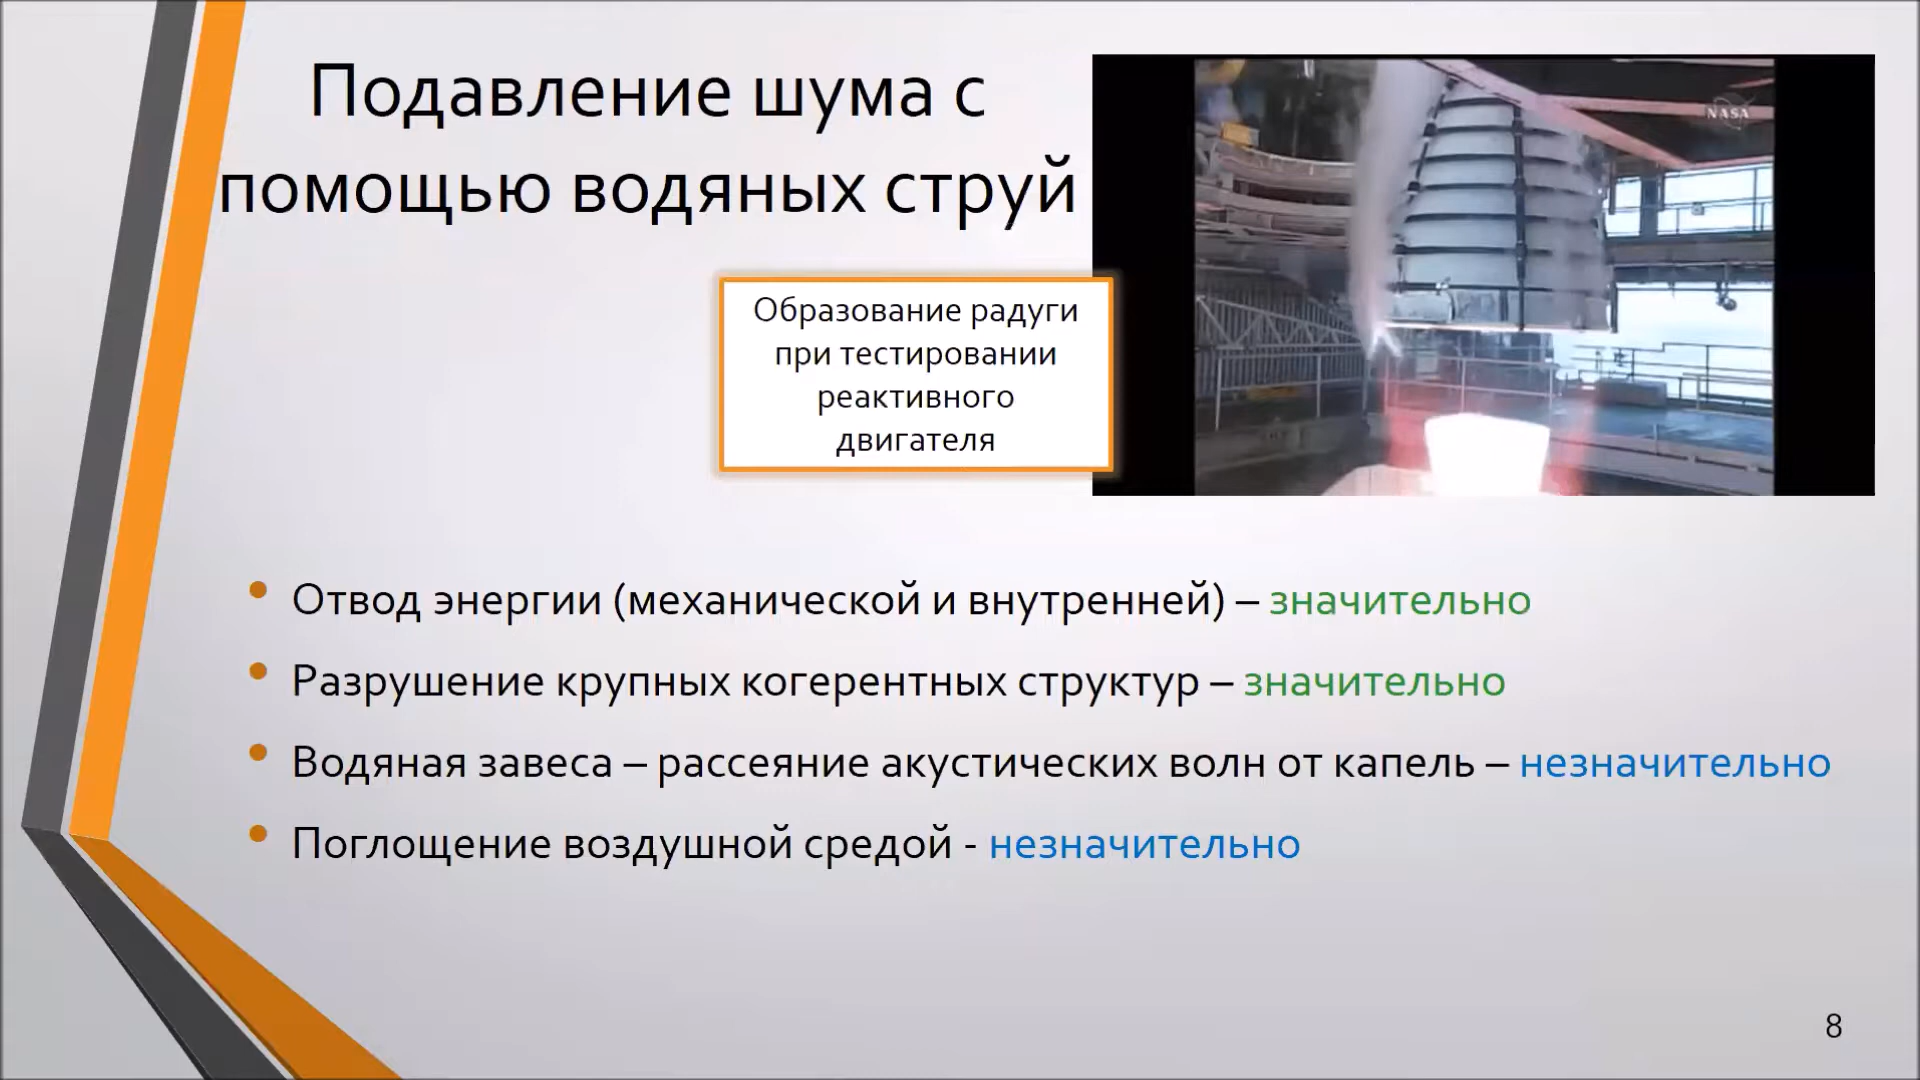 Подавление шума с
помощью водяных струй
NASA
Образование радуги
при тестировании
реактивного
двигателя
Отвод энергии (механической и внутренней) – значительно
Разрушение крупных когерентных структур – значительно
Водяная завеса – рассеяние акустических волн от капель – незначительно
Поглощение воздушной средой - незначительно
8